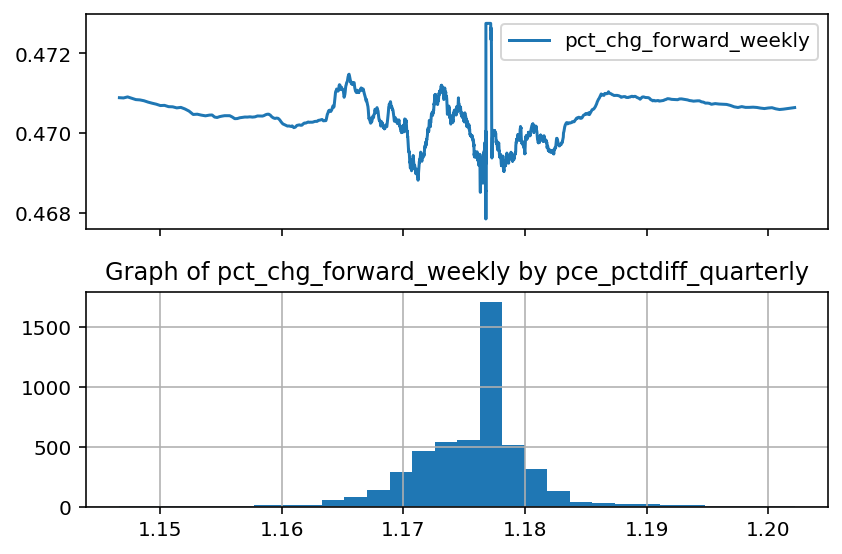 pct_chg_forward_weekly
0.472
0.470
0.468
Graph of pct_chg_forward_weekly by pce_pctdiff_quarterly
1500
1000
500
0
1.15 1.16 1.17 1.18 1.19 1.20